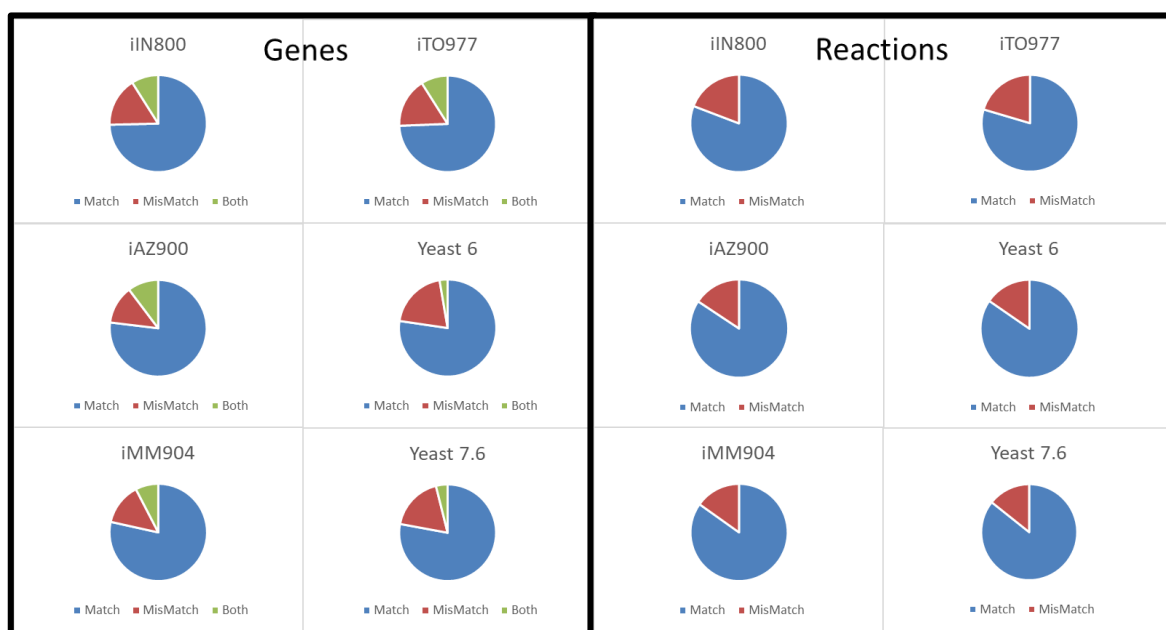 Genes
iIN800
iTO977
Match MisMatch Both
Match MisMatch Both
iAZ900
Yeast 6
Match MisMatch Both
Match MisMatch Both
iMM904
Yeast 7.6
Match MisMatch Both
Match MisMatch Both
Reactions
iIN800
iTO977
Match MisMatch
Match MisMatch
iAZ900
Yeast 6
Match MisMatch
Match MisMatch
iMM904
Yeast 7.6
Match MisMatch
Match MisMatch